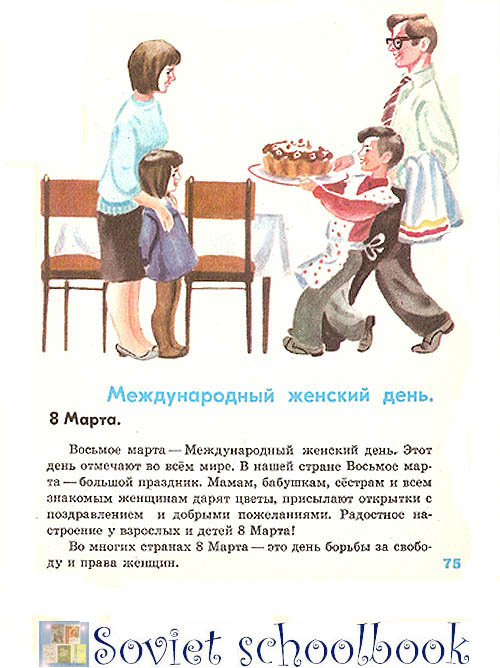 Международный женский день.
8 Марта.
Восьмое марта — Международный женский день. Этот
день отмечают во всём мире. В нашей стране Восьмое мар-
та — большой праздник. Мамам, бабушкам, сёстрам и всем
знакомым женщинам дарят цветы, присылают открытки с
поздравлением и добрыми пожеланиями. Радостное на-
строение у взрослых и детей 8 Марта!
Во многих странах 8 Марта — это день борьбы за свобо-
ду и права женщин.
75
Soviet schoolbook